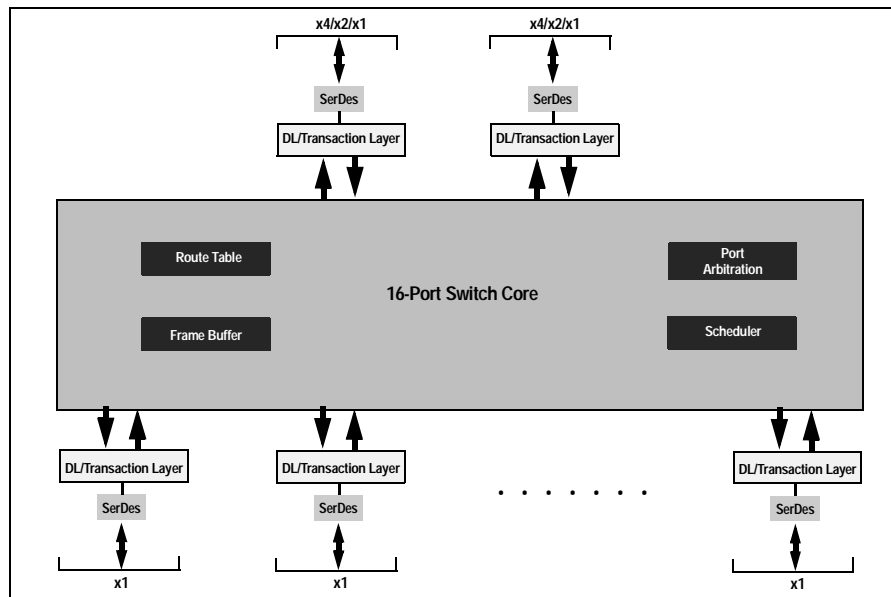 x4/x2/x1
x4/x2/x1
SerDes
SerDes
DL/Transaction Layer
DL/Transaction Layer
Route Table
Port
Arbitration
16-Port Switch Core
Frame Buffer
Scheduler
DL/Transaction Layer
DL/Transaction Layer
DL/Transaction Layer
. . . . . . .
SerDes
SerDes
SerDes
x1
x1
x1